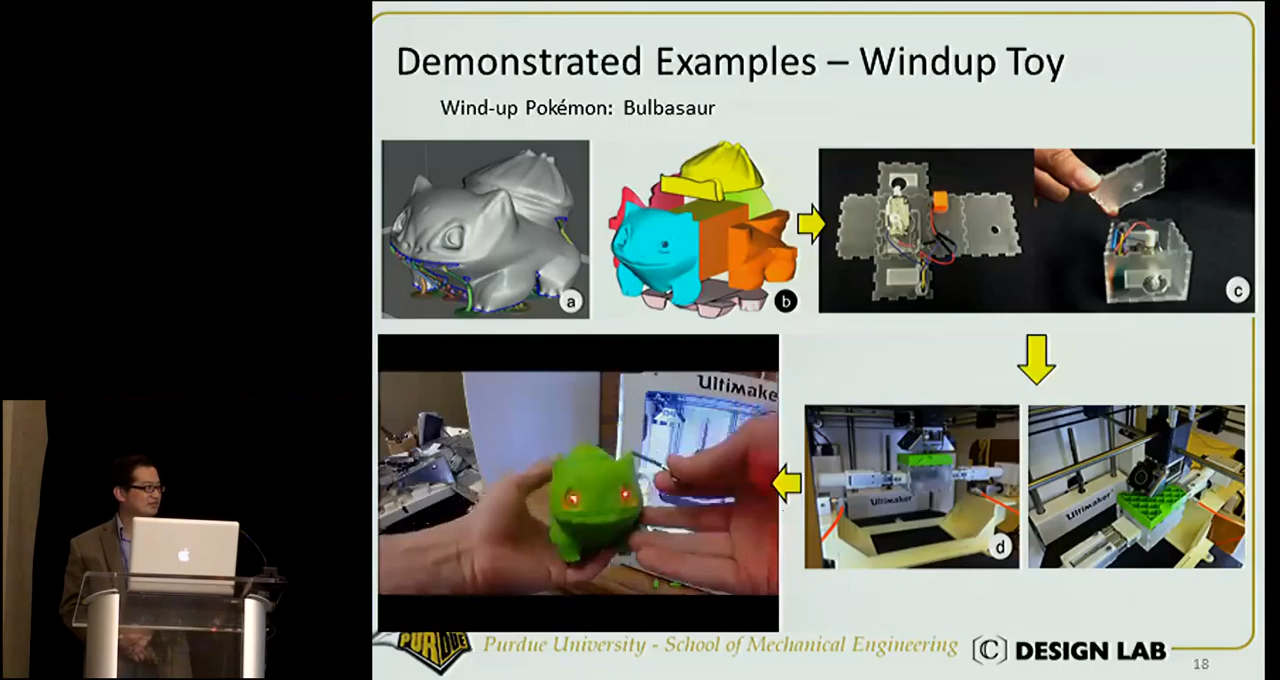 Demonstrated Examples – Windup Toy
Wind-up Pokémon: Bulbasaur
a
b
c
Ultimake
Ultimaker
d
Ultimaker
PURDUE
Purdue University - School of Mechanical Engineering
[C] DESIGN LAB
18